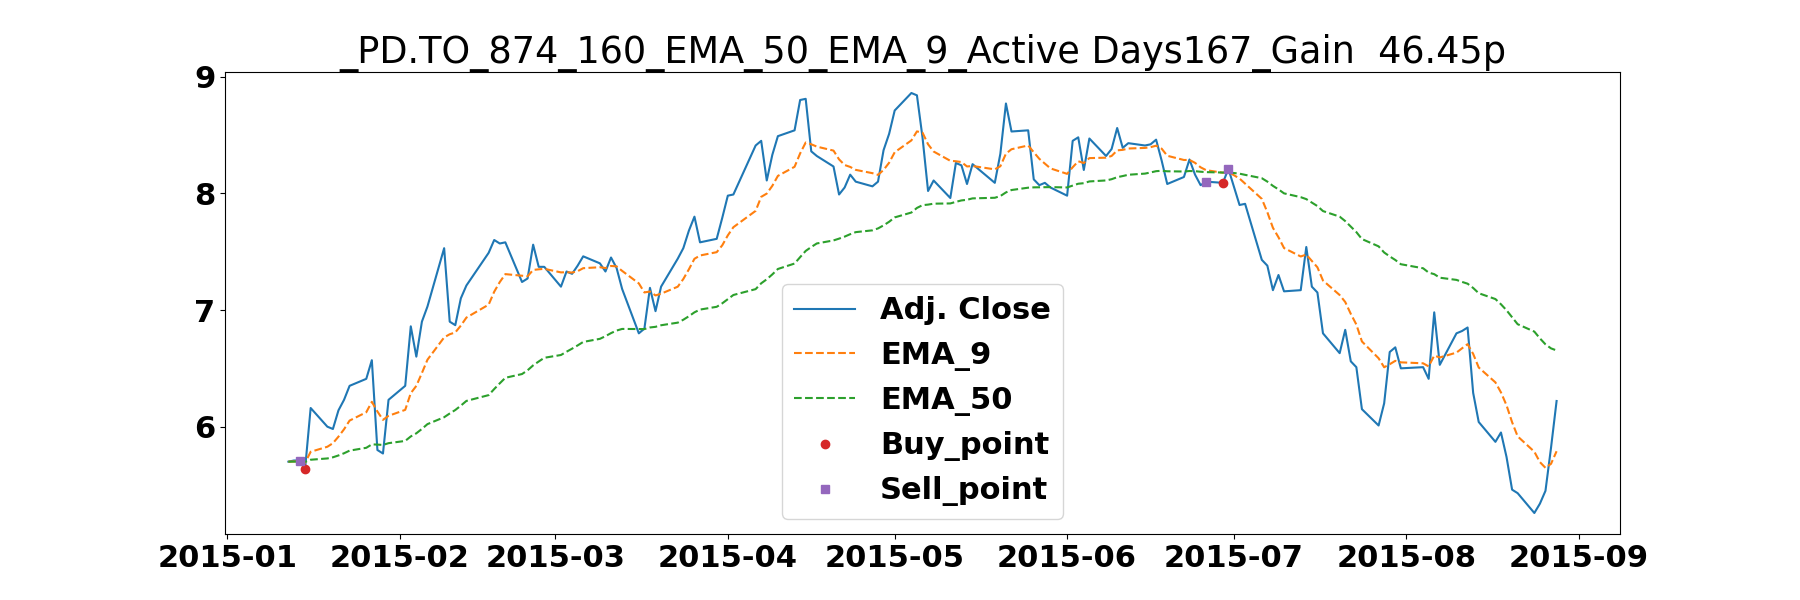 _PD.TO_874_160_EMA_50_EMA_9_Active Days167_Gain  46.45p
9
8
7
6
Adj. Close
EMA_9
EMA_50
Buy_point
Sell_point
2015-01 2015-02 2015-03 2015-04 2015-05 2015-06 2015-07 2015-08 2015-09